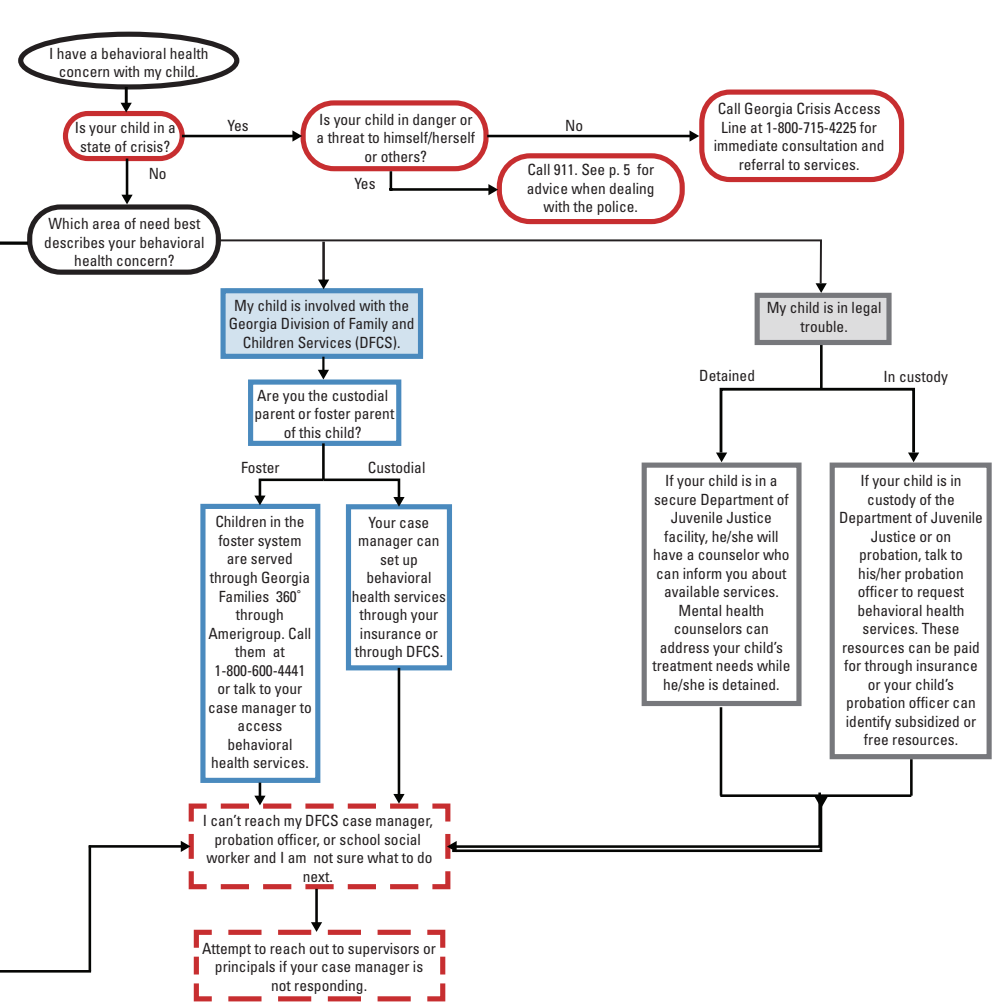 I have a behavioral health
concern with my child.
Is your child in a
state of crisis?
Yes
Is your child in danger or
a threat to himself/herself
or others?
No
Call Georgia Crisis Access
Line at 1-800-715-4225 for
immediate consultation and
referral to services.
Yes
Call 911. See p. 5 for
advice when dealing
with the police.
No
Which area of need best
describes your behavioral
health concern?
My child is involved with the
Georgia Division of Family and
Children Services (DFCS).
Are you the custodial
parent or foster parent
of this child?
Foster
Custodial
Children in the
foster system
are served
through Georgia
Families 360°
through
Amerigroup. Call
them at
1-800-600-4441
or talk to your
case manager to
access
behavioral
health services.
Your case
manager can
set up
behavioral
health services
through your
insurance or
through DFCS.
My child is in legal
trouble.
Detained
In custody
If your child is in a
secure Department of
Juvenile Justice
facility, he/she will
have a counselor who
can inform you about
available services.
Mental health
counselors can
address your child's
treatment needs while
he/she is detained.
If your child is in
custody of the
Department of Juvenile
Justice or on
probation, talk to
his/her probation
officer to request
behavioral health
services. These
resources can be paid
for through insurance
or your child's
probation officer can
identify subsidized or
free resources.
I can't reach my DFCS case manager,
probation officer, or school social
worker and I am not sure what to do
next.
Attempt to reach out to supervisors or
principals if your case manager is
not responding.